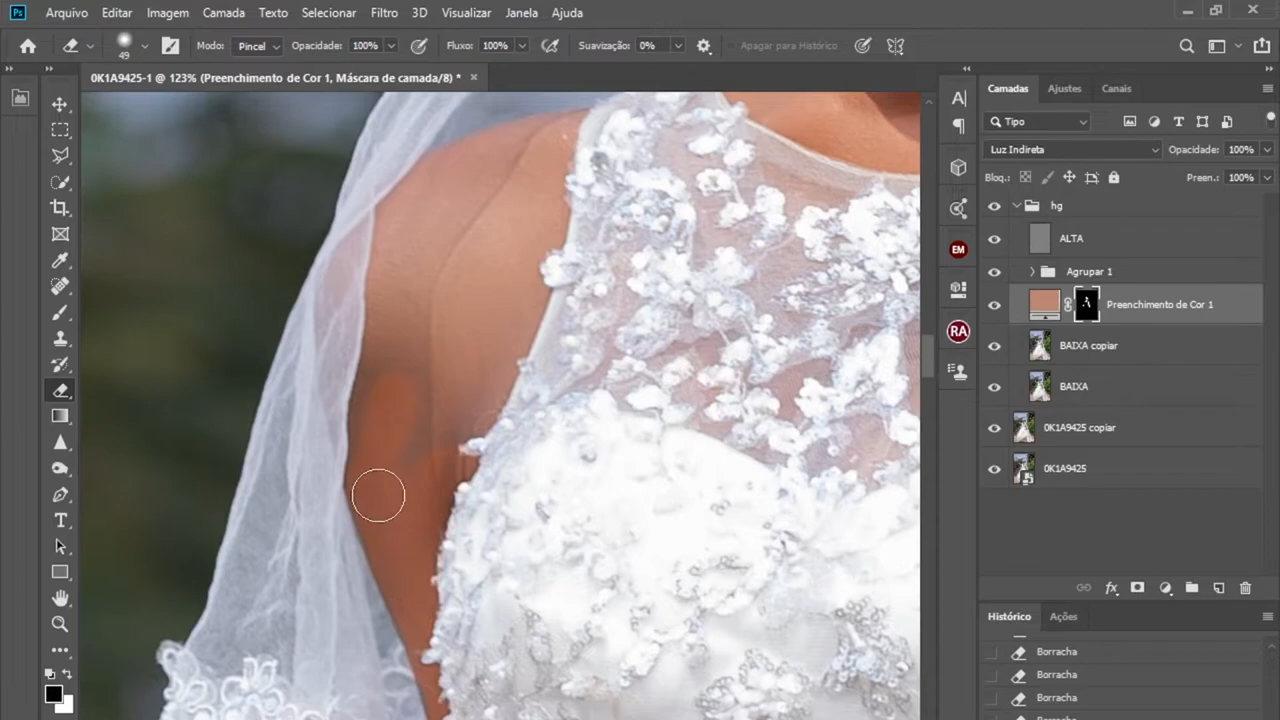 Ps Arquivo Editar Imagem Camada Texto Selecionar Filtro 3D Visualizar Janela Ajuda
49 Modo: Pincel Opacidade: 100% Fluxo: 100% Suavização: 0% Apagar para Histórico
0K1A9425-1 @ 123% (Preenchimento de Cor 1, Máscara de camada/8) *
Camadas Ajustes Canais
Tipo
Luz Indireta Opacidade: 100%
Bloq.: Preen.: 100%
hg
ALTA
Agrupar 1
Preenchimento de Cor 1
BAIXA copiar
BAIXA
0K1A9425 copiar
0K1A9425
EM
RA
Histórico Ações
Borracha
Borracha
Borracha